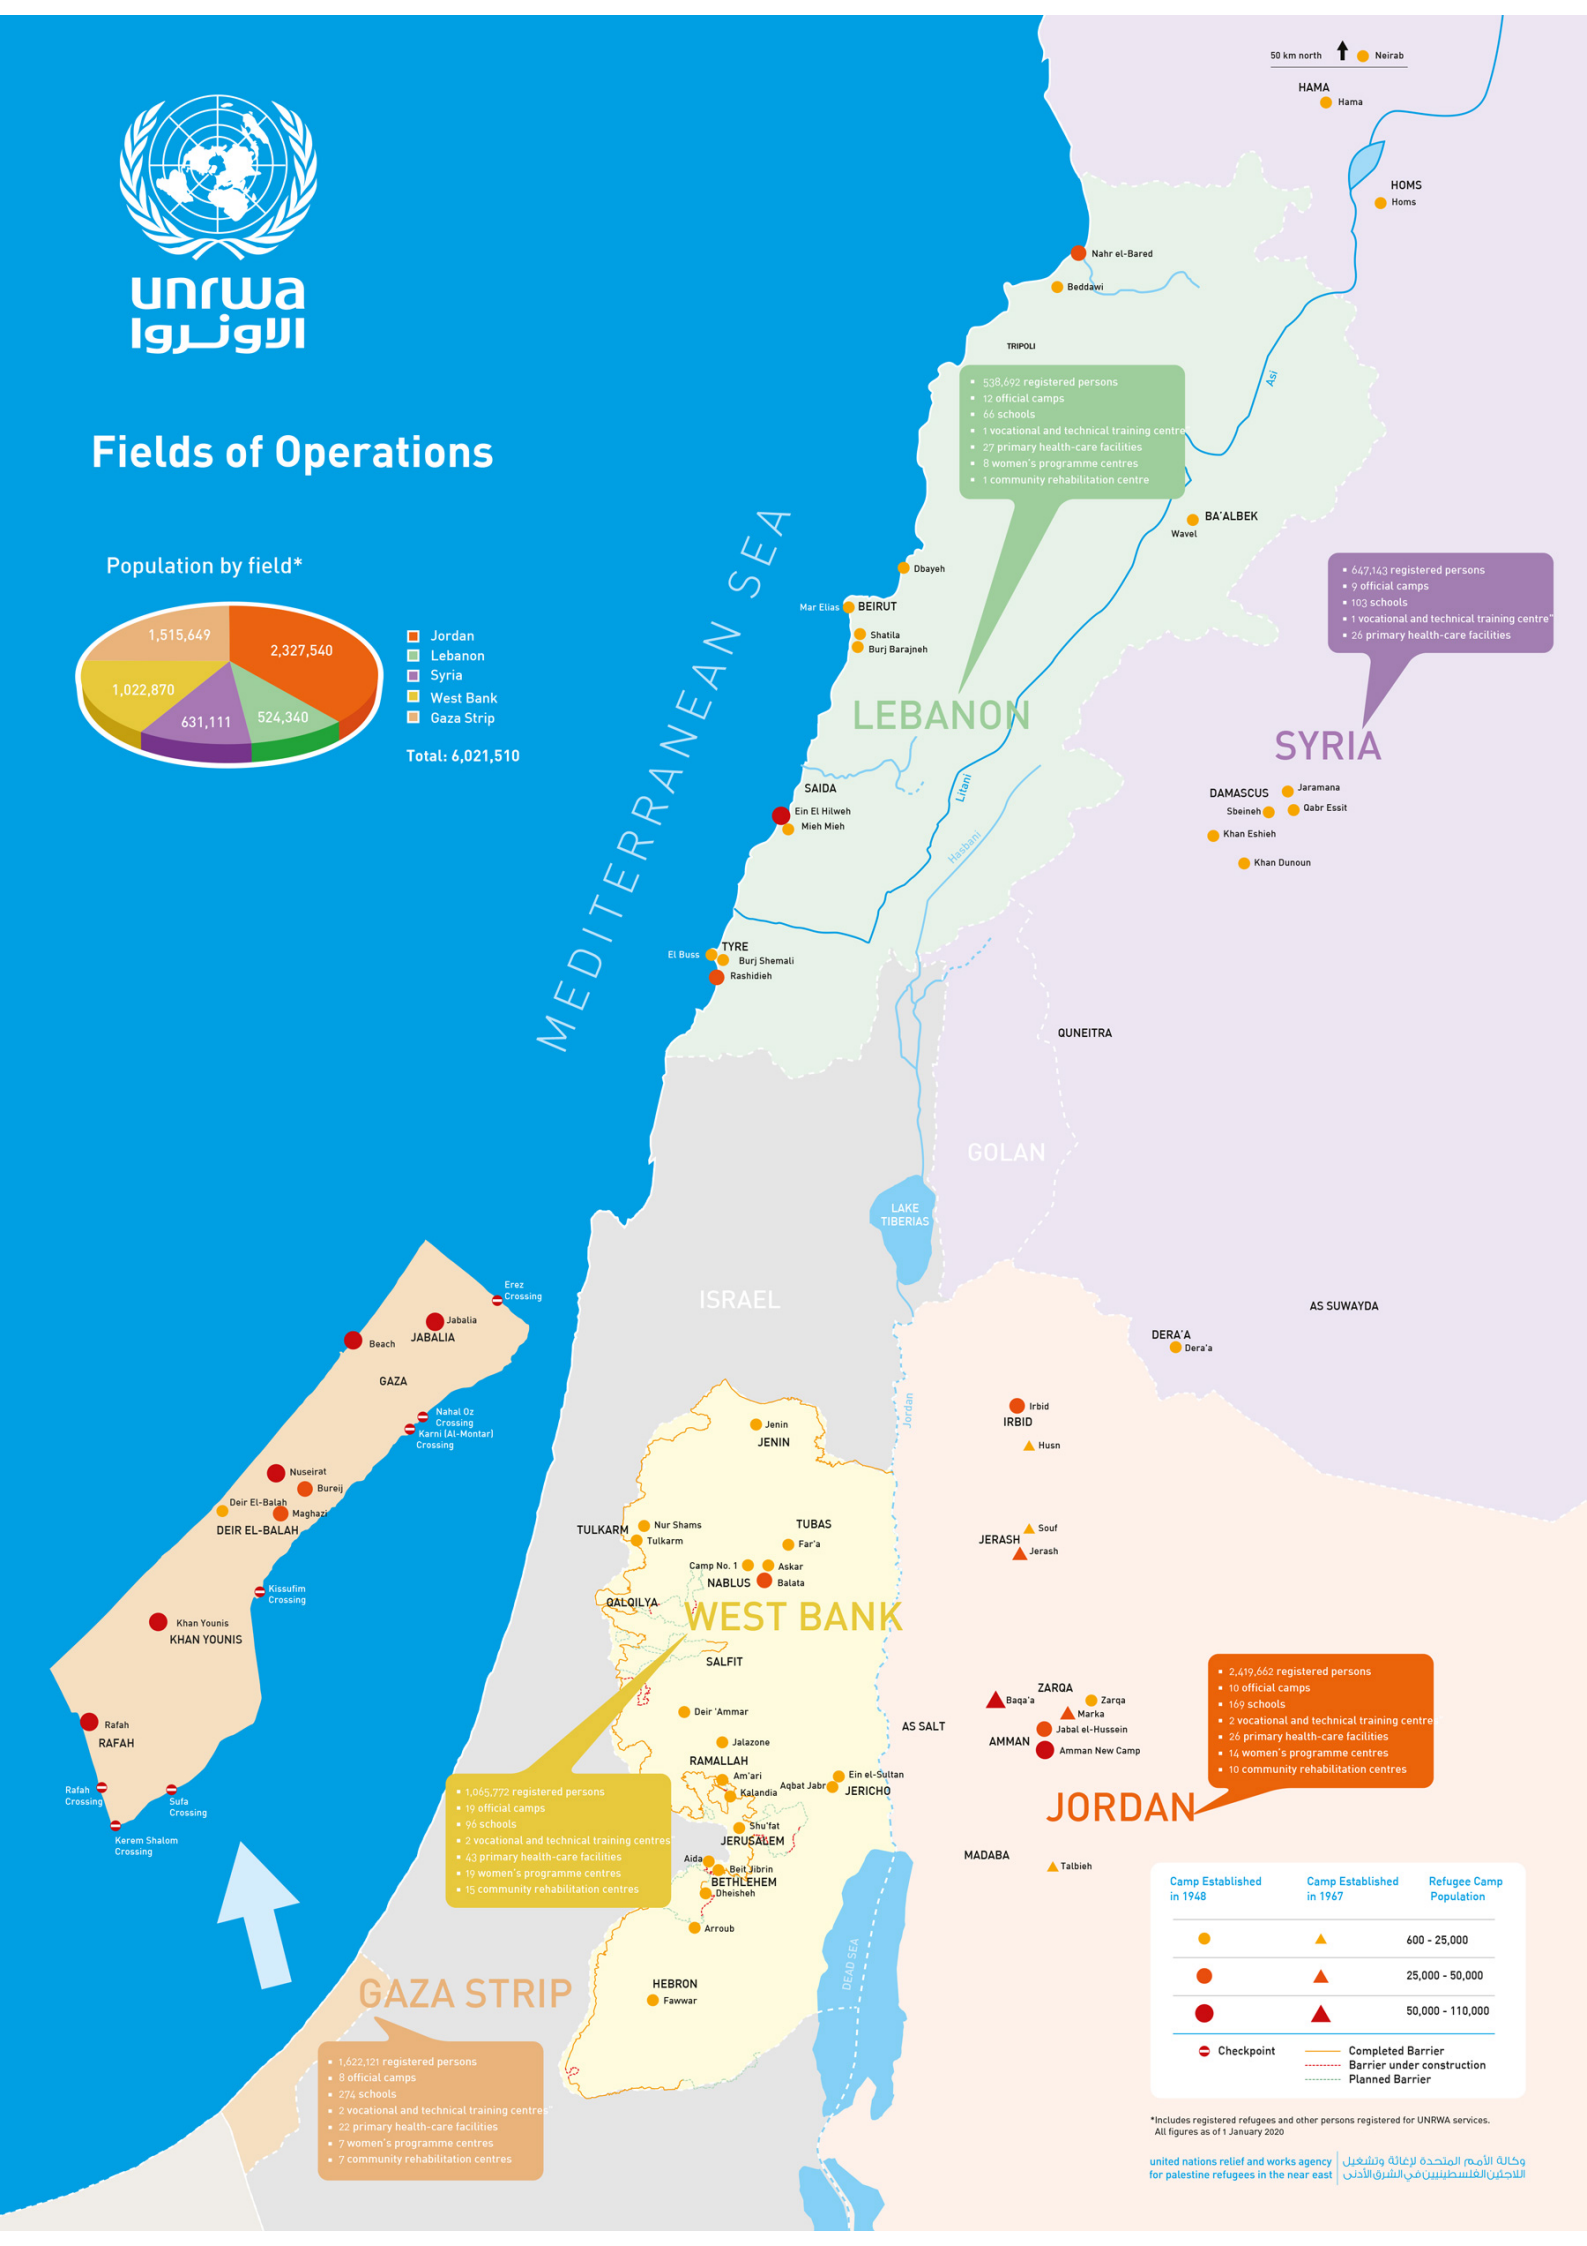 unrwa
الاونروا
Fields of Operations
Population by field*
1,515,649
2,327,540
1,022,870
631,111
524,340
Jordan
Lebanon
Syria
West Bank
Gaza Strip
Total: 6,021,510
MEDITERRANEAN SEA
50 km north
Neirab
HAMA
Hama
HOMS
Homs
Nahr el-Bared
Beddawi
TRIPOLI
Asi
538,692 registered persons
12 official camps
66 schools
1 vocational and technical training centre
27 primary health-care facilities
8 women's programme centres
1 community rehabilitation centre
BA'ALBEK
Wavel
Dbayeh
Mar Elias
BEIRUT
Shatila
Burj Barajneh
LEBANON
647,143 registered persons
9 official camps
103 schools
1 vocational and technical training centre"
26 primary health-care facilities
SYRIA
DAMASCUS
Jaramana
Sbeineh
Qabr Essit
Khan Eshieh
Khan Dunoun
SAIDA
Ein El Hilweh
Mieh Mieh
Litani
Hasbani
TYRE
El Buss
Burj Shemali
Rashidieh
QUNEITRA
GOLAN
LAKE
TIBERIAS
ISRAEL
AS SUWAYDA
DERA'A
Dera'a
Jordan
Erez
Crossing
Jabalia
JABALIA
Beach
GAZA
Nahal Oz
Crossing
Karni (Al-Montar)
Crossing
Nuseirat
Bureij
Deir El-Balah
Maghazi
DEIR EL-BALAH
Kissufim
Crossing
Khan Younis
KHAN YOUNIS
Rafah
RAFAH
Rafah
Crossing
Sufa
Crossing
Kerem Shalom
Crossing
Irbid
IRBID
Husn
Souf
JERASH
Jerash
Jenin
JENIN
TULKARM
Nur Shams
Tulkarm
TUBAS
Far'a
Camp No. 1
Askar
NABLUS
Balata
QALQILYA
WEST BANK
SALFIT
Deir 'Ammar
Jalazone
RAMALLAH
Am'ari
Kalandia
Ein el-Sultan
Aqbat Jabr
JERICHO
Shu'fat
JERUSALEM
Aida
Beit Jibrin
BETHLEHEM
Dheisheh
Arroub
HEBRON
Fawwar
DEAD SEA
1,065,772 registered persons
19 official camps
96 schools
2 vocational and technical training centres
43 primary health-care facilities
19 women's programme centres
15 community rehabilitation centres
ZARQA
Baqa'a
Zarqa
Marka
AS SALT
Jabal el-Hussein
AMMAN
Amman New Camp
JORDAN
2,419,662 registered persons
10 official camps
169 schools
2 vocational and technical training centre
26 primary health-care facilities
14 women's programme centres
10 community rehabilitation centres
MADABA
Talbieh
GAZA STRIP
1,622,121 registered persons
8 official camps
274 schools
2 vocational and technical training centres"
22 primary health-care facilities
7 women's programme centres
7 community rehabilitation centres
Camp Established
in 1948
Camp Established
in 1967
Refugee Camp
Population
600 - 25,000
25,000 - 50,000
50,000 - 110,000
Checkpoint
Completed Barrier
Barrier under construction
Planned Barrier
*Includes registered refugees and other persons registered for UNRWA services.
All figures as of 1 January 2020
united nations relief and works agency
for palestine refugees in the near east
وكالة الأمم المتحدة لإغاثة وتشغيل
اللاجئين الفلسطينيين في الشرق الأدنى